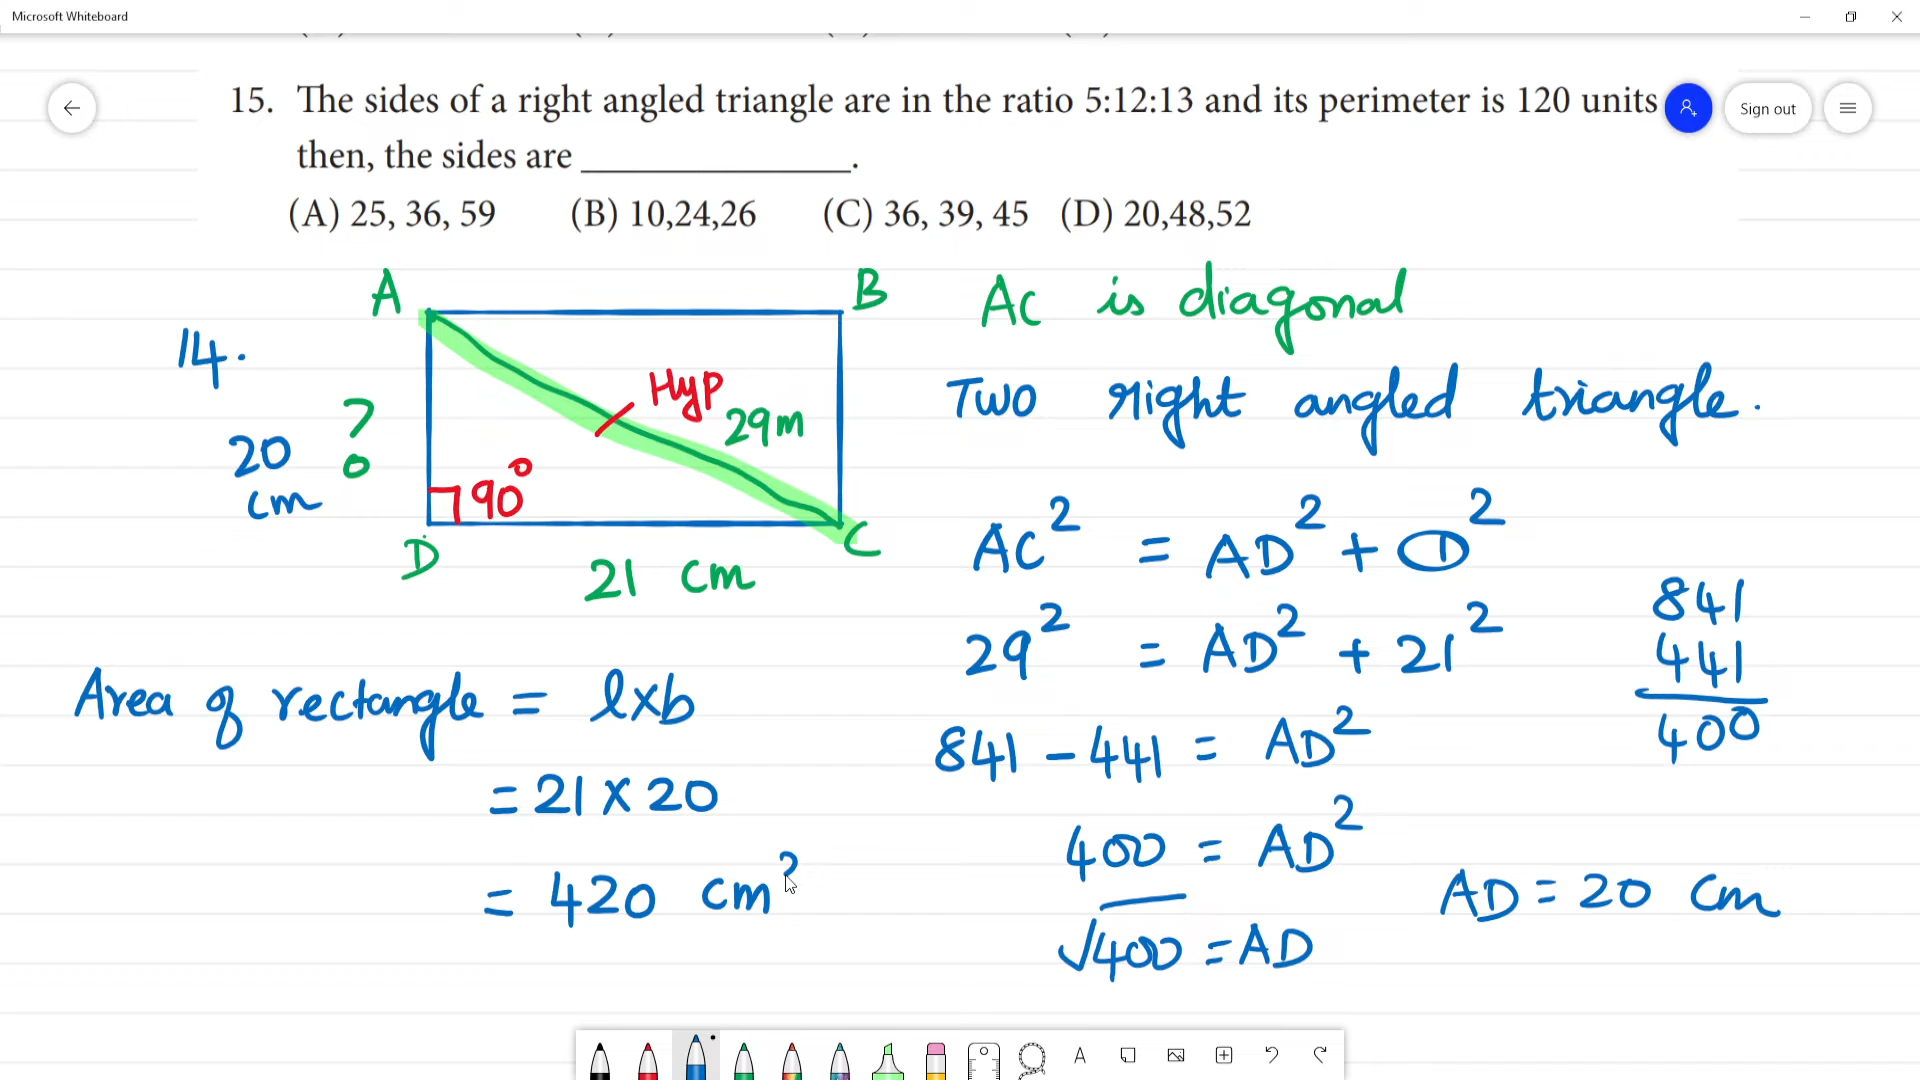 Microsoft Whiteboard
15. The sides of a right angled triangle are in the ratio 5:12:13 and its perimeter is 120 units
then, the sides are ______________.
(A) 25, 36, 59 (B) 10,24,26 (C) 36, 39, 45 (D) 20,48,52
Sign out
14.
A
B
Hyp
29m
?
20
cm
90°
D
C
21 cm
AC is diagonal
Two right angled triangle.
AC² = AD² + CD²
29² = AD² + 21²
841 - 441 = AD²
400 = AD²
√400 = AD
AD = 20 cm
841
441
400
Area of rectangle = l×b
= 21 × 20
= 420 cm²
A